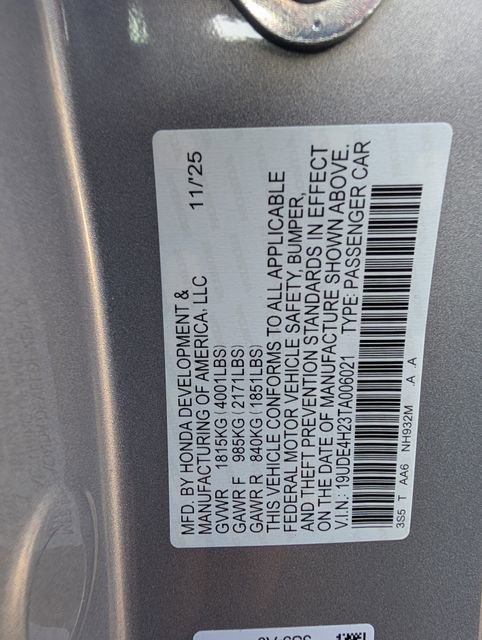 MFD. BY HONDA DEVELOPMENT &
MANUFACTURING OF AMERICA, LLC 11/'25
GVWR 1815KG (4001LBS)
GAWR F 985KG (2171LBS)
GAWR R 840KG (1851LBS)
THIS VEHICLE CONFORMS TO ALL APPLICABLE
FEDERAL MOTOR VEHICLE SAFETY, BUMPER,
AND THEFT PREVENTION STANDARDS IN EFFECT
ON THE DATE OF MANUFACTURE SHOWN ABOVE.
V.I.N.: 19UDE4H23TA006021 TYPE: PASSENGER CAR
3S5 T AA6 NH932M .A .A